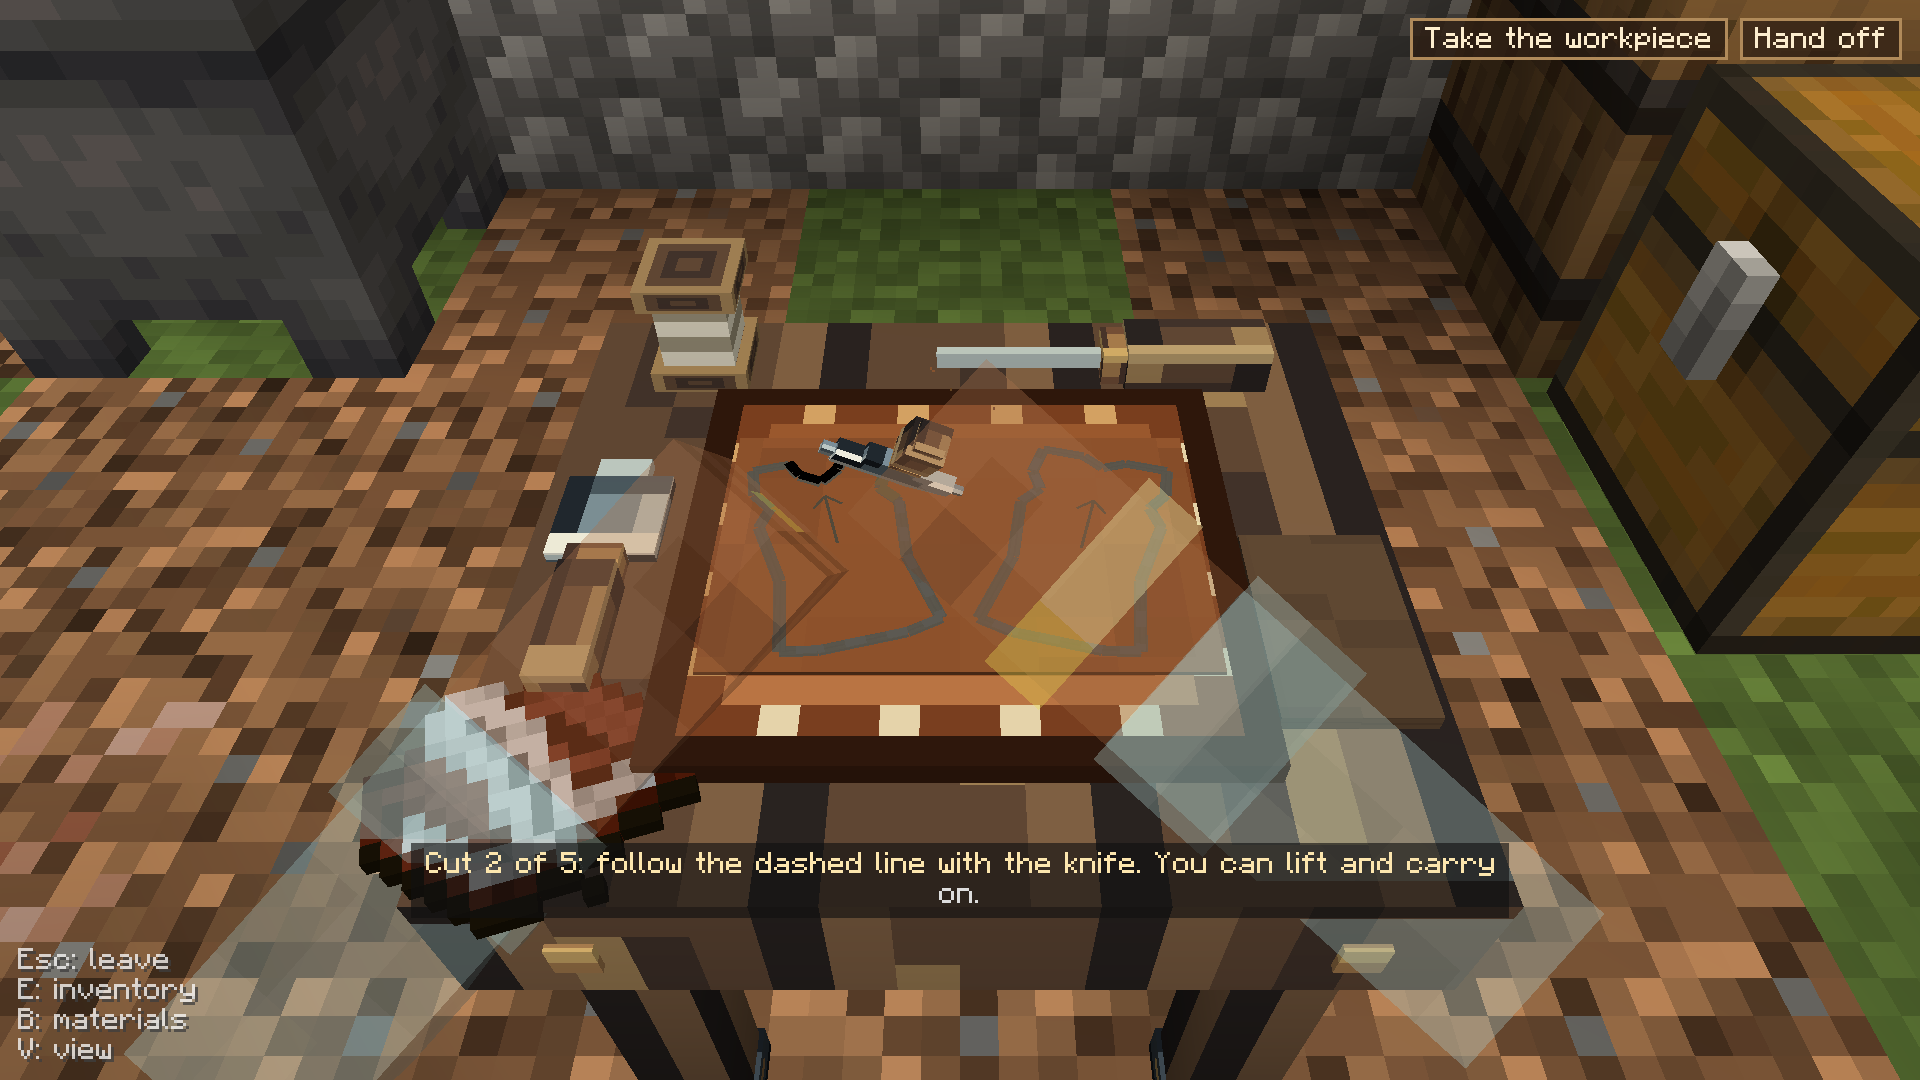 Take the workpiece
Hand off
Cut 2 of 5: follow the dashed line with the knife. You can lift and carry
on.
Esc: leave
E: inventory
B: materials
V: view